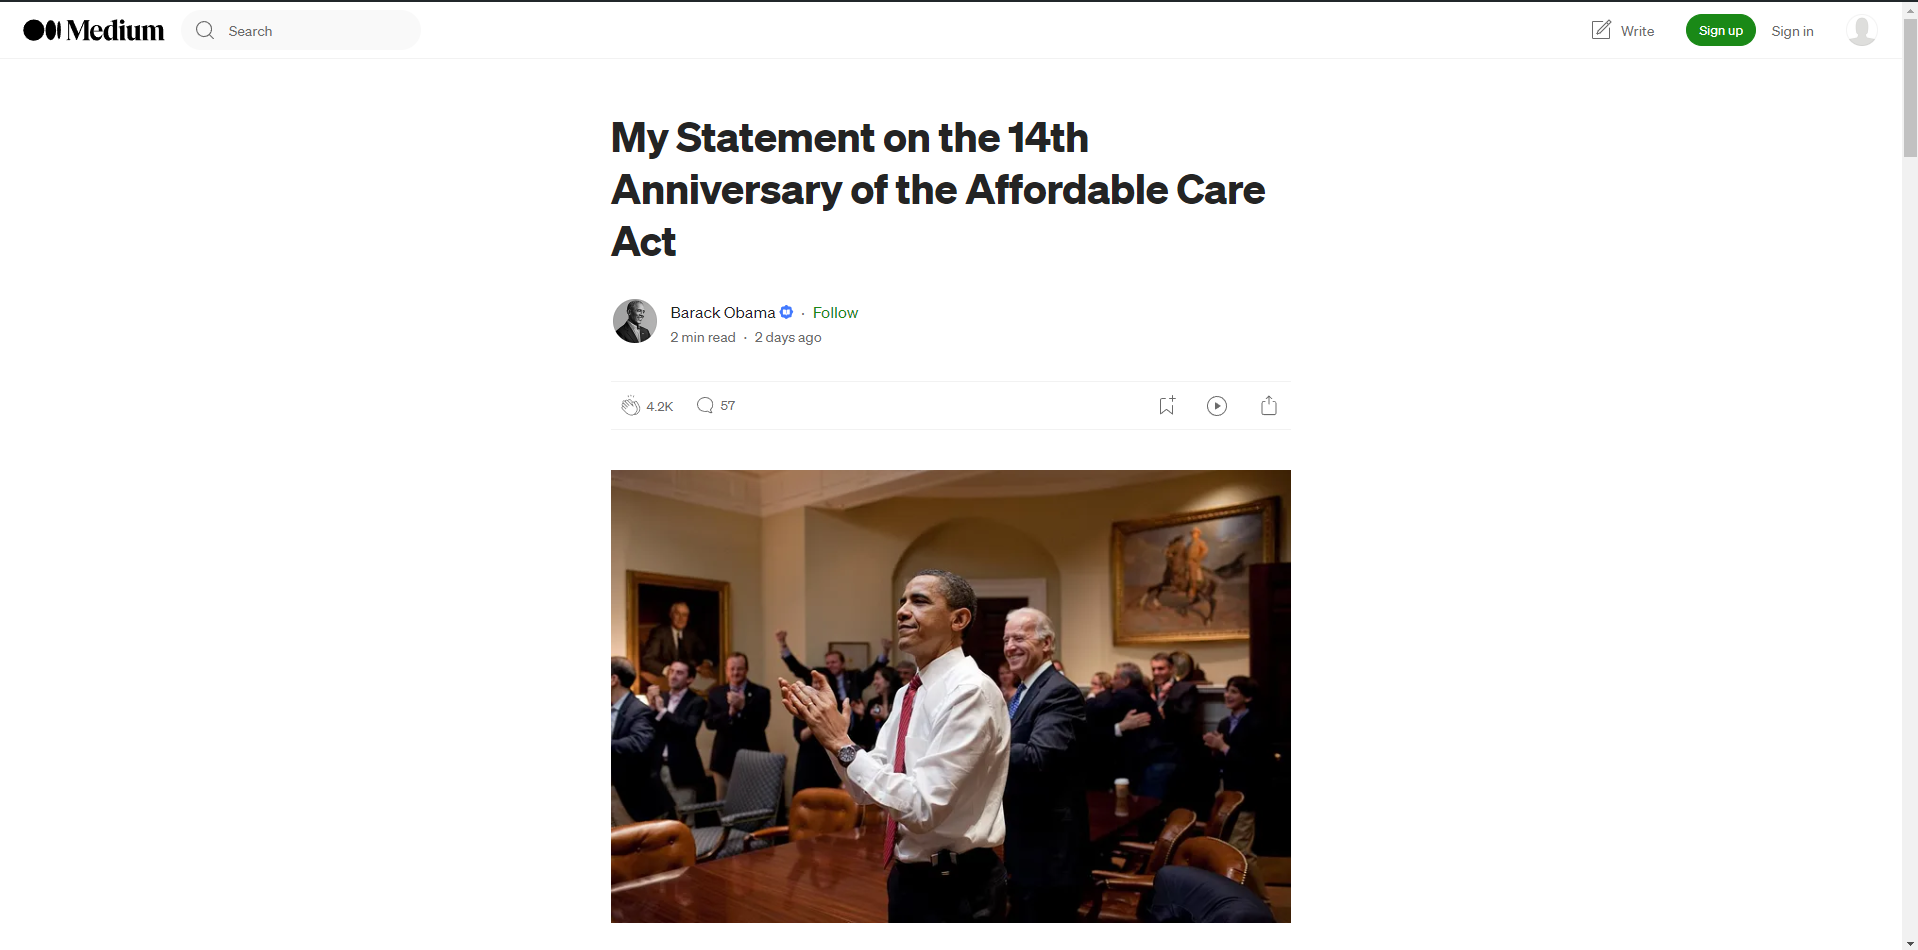 Medium
Search
Write
Sign up
Sign in
My Statement on the 14th
Anniversary of the Affordable Care
Act
Barack Obama · Follow
2 min read · 2 days ago
4.2K
57